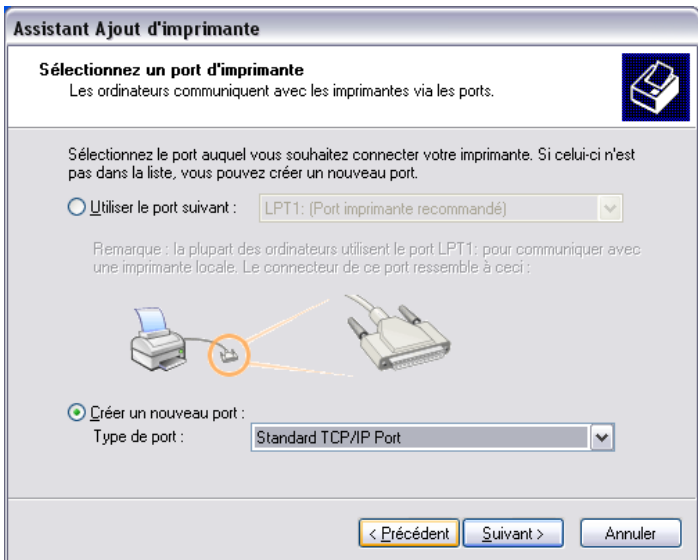 Assistant Ajout d'imprimante
Sélectionnez un port d'imprimante
Les ordinateurs communiquent avec les imprimantes via les ports.
Sélectionnez le port auquel vous souhaitez connecter votre imprimante. Si celui-ci n'est
pas dans la liste, vous pouvez créer un nouveau port.
Utiliser le port suivant : LPT1: (Port imprimante recommandé)
Remarque : la plupart des ordinateurs utilisent le port LPT1: pour communiquer avec
une imprimante locale. Le connecteur de ce port ressemble à ceci :
Créer un nouveau port :
Type de port : Standard TCP/IP Port
< Précédent Suivant > Annuler